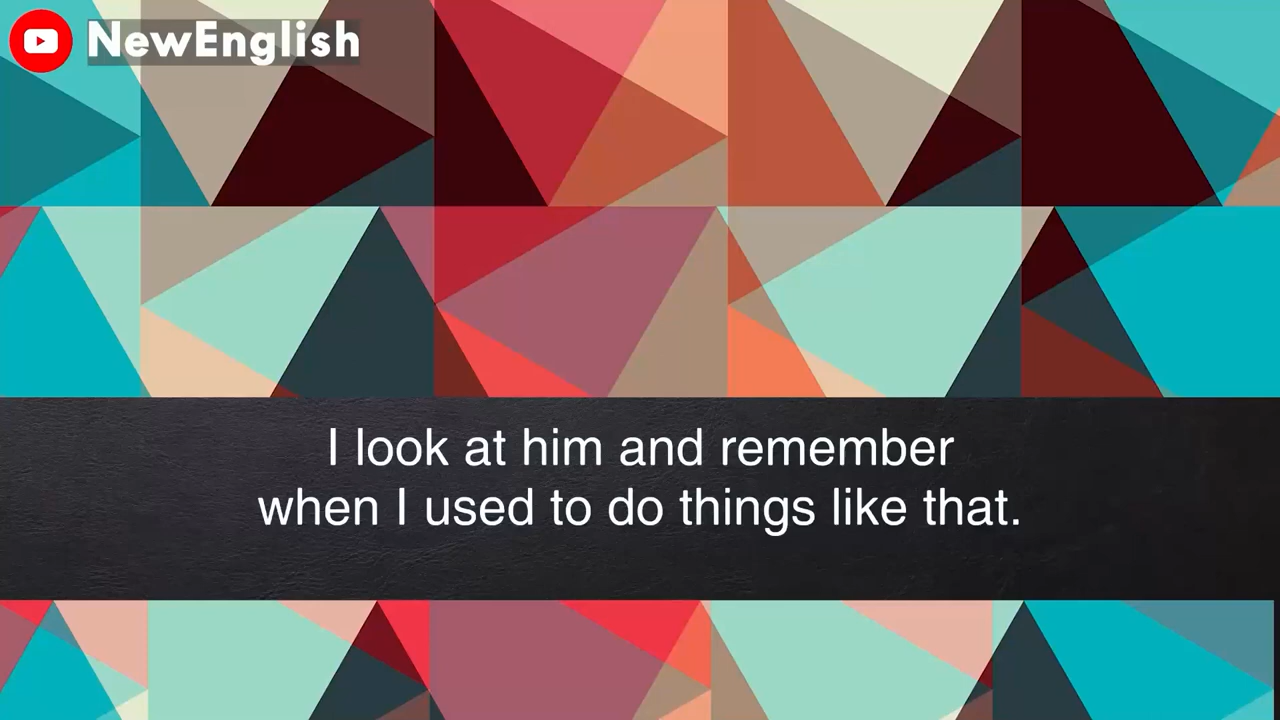 NewEnglish
I look at him and remember
when I used to do things like that.